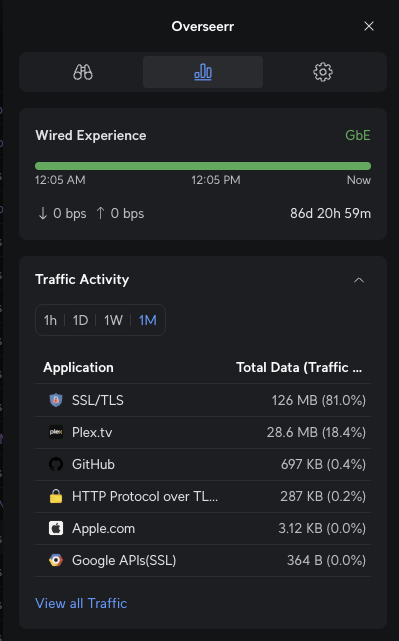 Overseerr
Wired Experience GbE
12:05 AM 12:05 PM Now
↓ 0 bps ↑ 0 bps 86d 20h 59m
Traffic Activity
1h 1D 1W 1M
Application Total Data (Traffic ...
SSL/TLS 126 MB (81.0%)
plex Plex.tv 28.6 MB (18.4%)
GitHub 697 KB (0.4%)
HTTP Protocol over TL... 287 KB (0.2%)
Apple.com 3.12 KB (0.0%)
Google APIs(SSL) 364 B (0.0%)
View all Traffic